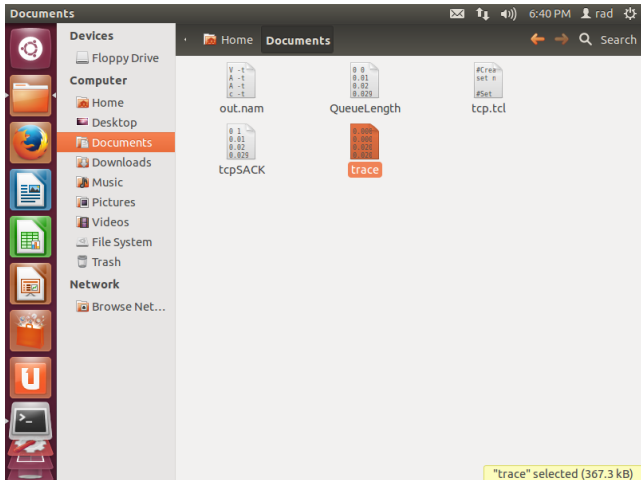 Documents
6:40 PM
rad
Devices
Floppy Drive
Computer
Home
Desktop
Documents
Downloads
Music
Pictures
Videos
File System
Trash
Network
Browse Net...
Home
Documents
Search
V -t
A -t
A -t
c -t
out.nam
0 0
0.01
0.02
0.029
QueueLength
#Crea
set n
#Set
tcp.tcl
0 1
0.01
0.02
0.029
tcpSACK
trace
"trace" selected (367.3 kB)